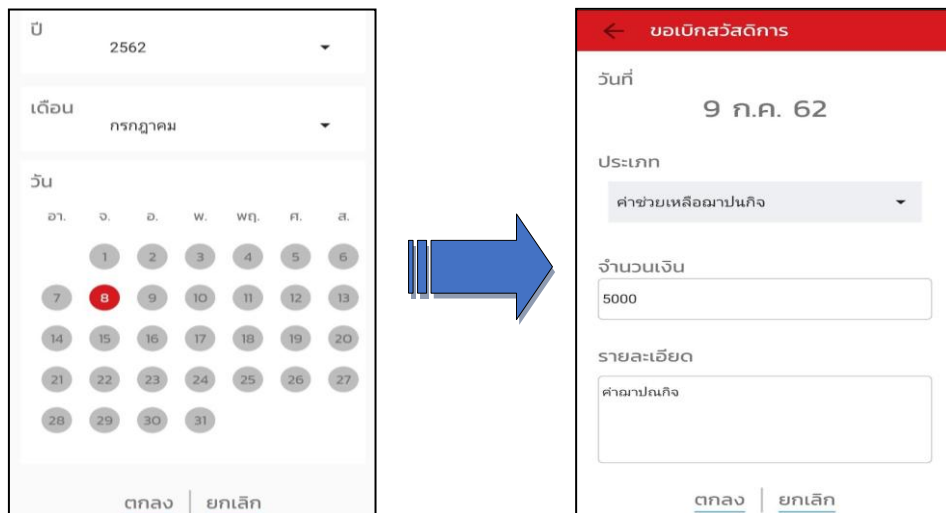 ปี
2562
เดือน
กรกฎาคม
วัน
อา. จ. อ. พ. พฤ. ศ. ส.
1 2 3 4 5 6
7 8 9 10 11 12 13
14 15 16 17 18 19 20
21 22 23 24 25 26 27
28 29 30 31
ตกลง | ยกเลิก
ขอเบิกสวัสดิการ
วันที่
9 ก.ค. 62
ประเภท
ค่าช่วยเหลือฌาปนกิจ
จำนวนเงิน
5000
รายละเอียด
ค่าฌาปณกิจ
ตกลง | ยกเลิก